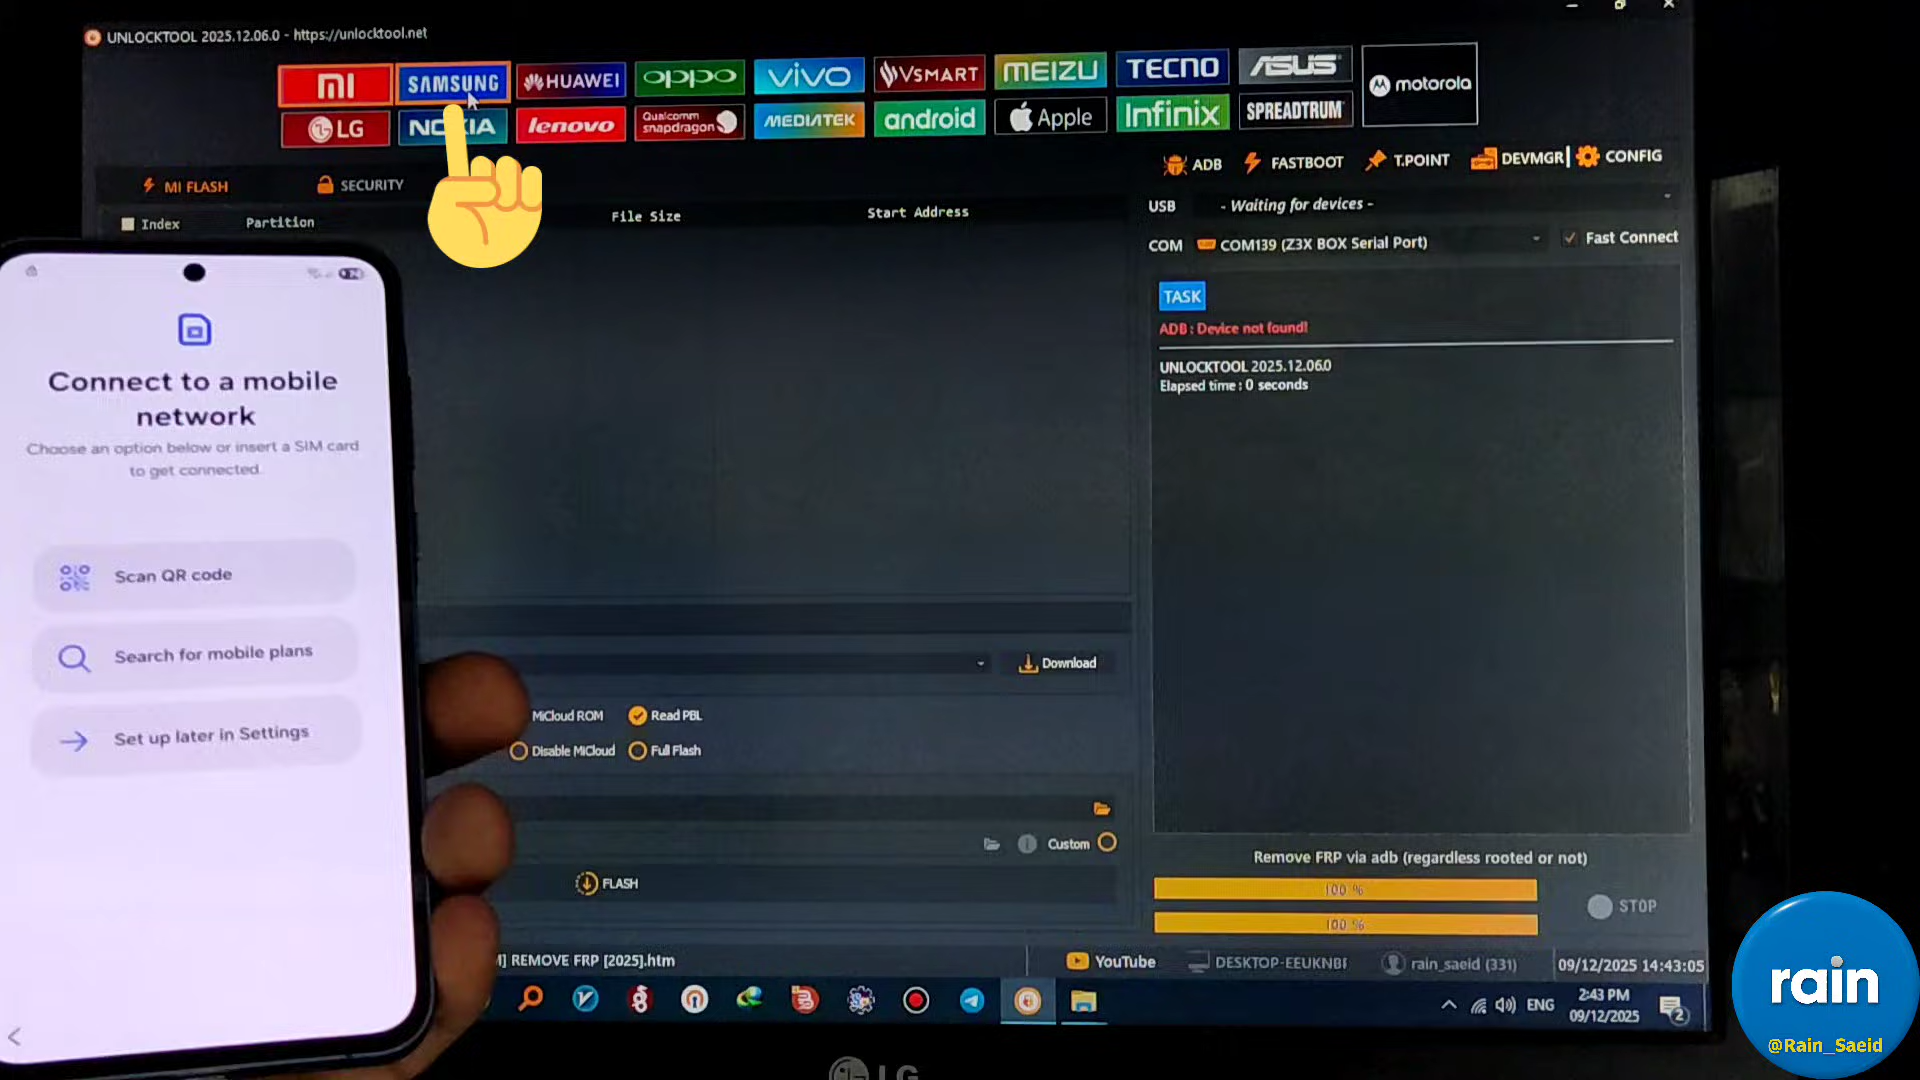 UNLOCKTOOL 2025.12.06.0 - https://unlocktool.net
MI
SAMSUNG
HUAWEI
oppo
vivo
VSMART
MEIZU
TECNO
ASUS
motorola
LG
NOKIA
lenovo
Qualcomm
snapdragon
MEDIATEK
android
Apple
Infinix
SPREADTRUM
ADB
FASTBOOT
T.POINT
DEVMGR
CONFIG
MI FLASH
SECURITY
Index
Partition
File Size
Start Address
USB
- Waiting for devices -
COM
COM139 (Z3X BOX Serial Port)
Fast Connect
TASK
ADB : Device not found!
UNLOCKTOOL 2025.12.06.0
Elapsed time : 0 seconds
Connect to a mobile
network
Choose an option below or insert a SIM card
to get connected.
Scan QR code
Search for mobile plans
Set up later in Settings
Download
MiCloud ROM
Read PBL
Disable MiCloud
Full Flash
Custom
FLASH
Remove FRP via adb (regardless rooted or not)
100 %
100 %
STOP
] REMOVE FRP [2025].htm
YouTube
DESKTOP-EEUKNBF
rain_saeid (331)
09/12/2025 14:43:05
ENG
2:43 PM
09/12/2025
2
LG
rain
@Rain_Saeid